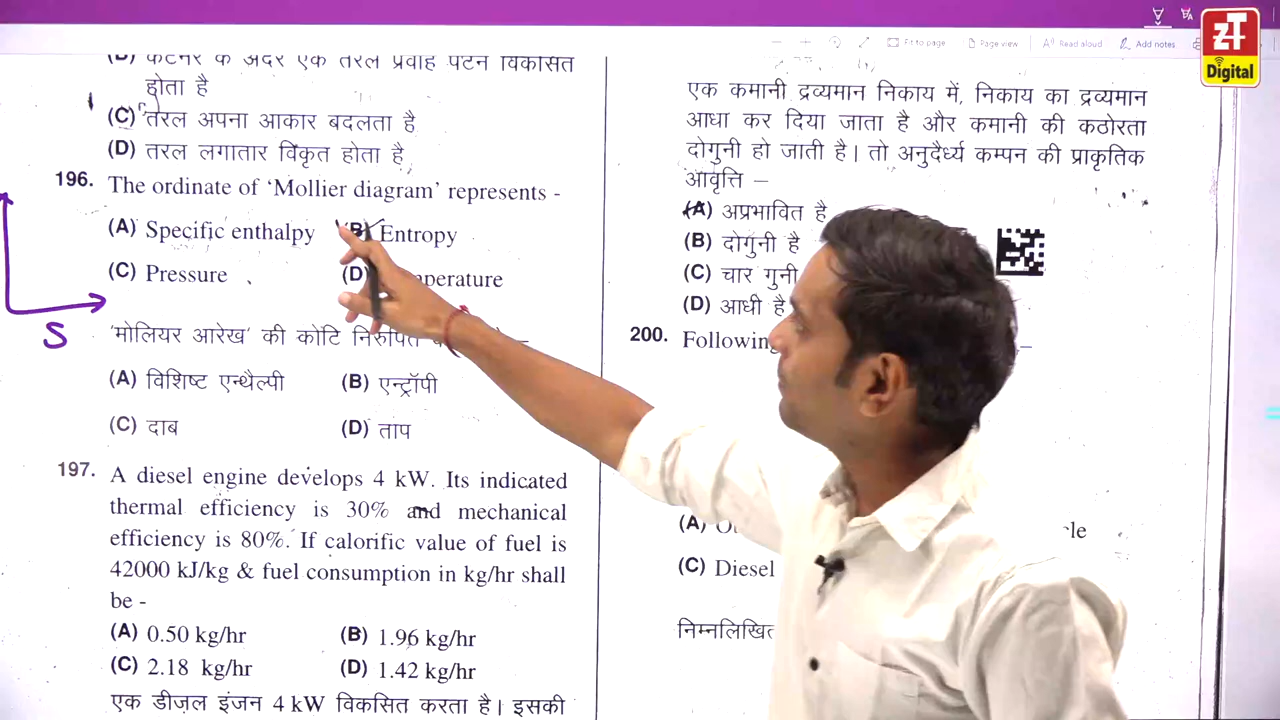 Fit to page
Page view
Read aloud
Add notes
ZT
Digital
होता है
(C) तरल अपना आकार बदलता है
(D) तरल लगातार विकृत होता है
196. The ordinate of 'Mollier diagram' represents -
(A) Specific enthalpy (B) Entropy
(C) Pressure (D)
S
'मोलियर आरेख' की कोटि निरूपित
(A) विशिष्ट एन्थैल्पी (B) एन्ट्रॉपी
(C) दाब (D) ताप
197. A diesel engine develops 4 kW. Its indicated
thermal efficiency is 30% and mechanical
efficiency is 80%. If calorific value of fuel is
42000 kJ/kg & fuel consumption in kg/hr shall
be -
(A) 0.50 kg/hr (B) 1.96 kg/hr
(C) 2.18 kg/hr (D) 1.42 kg/hr
एक डीज़ल इंजन 4 kW विकसित करता है। इसकी
एक कमानी द्रव्यमान निकाय में, निकाय का द्रव्यमान
आधा कर दिया जाता है और कमानी की कठोरता
दोगुनी हो जाती है। तो अनुदैर्ध्य कम्पन की प्राकृतिक
आवृत्ति –
(A) अप्रभावित है
(B) दोगुनी है
(C) चार गुनी
(D) आधी है
200. Following
(A)
(C) Diesel
निम्नलिखित